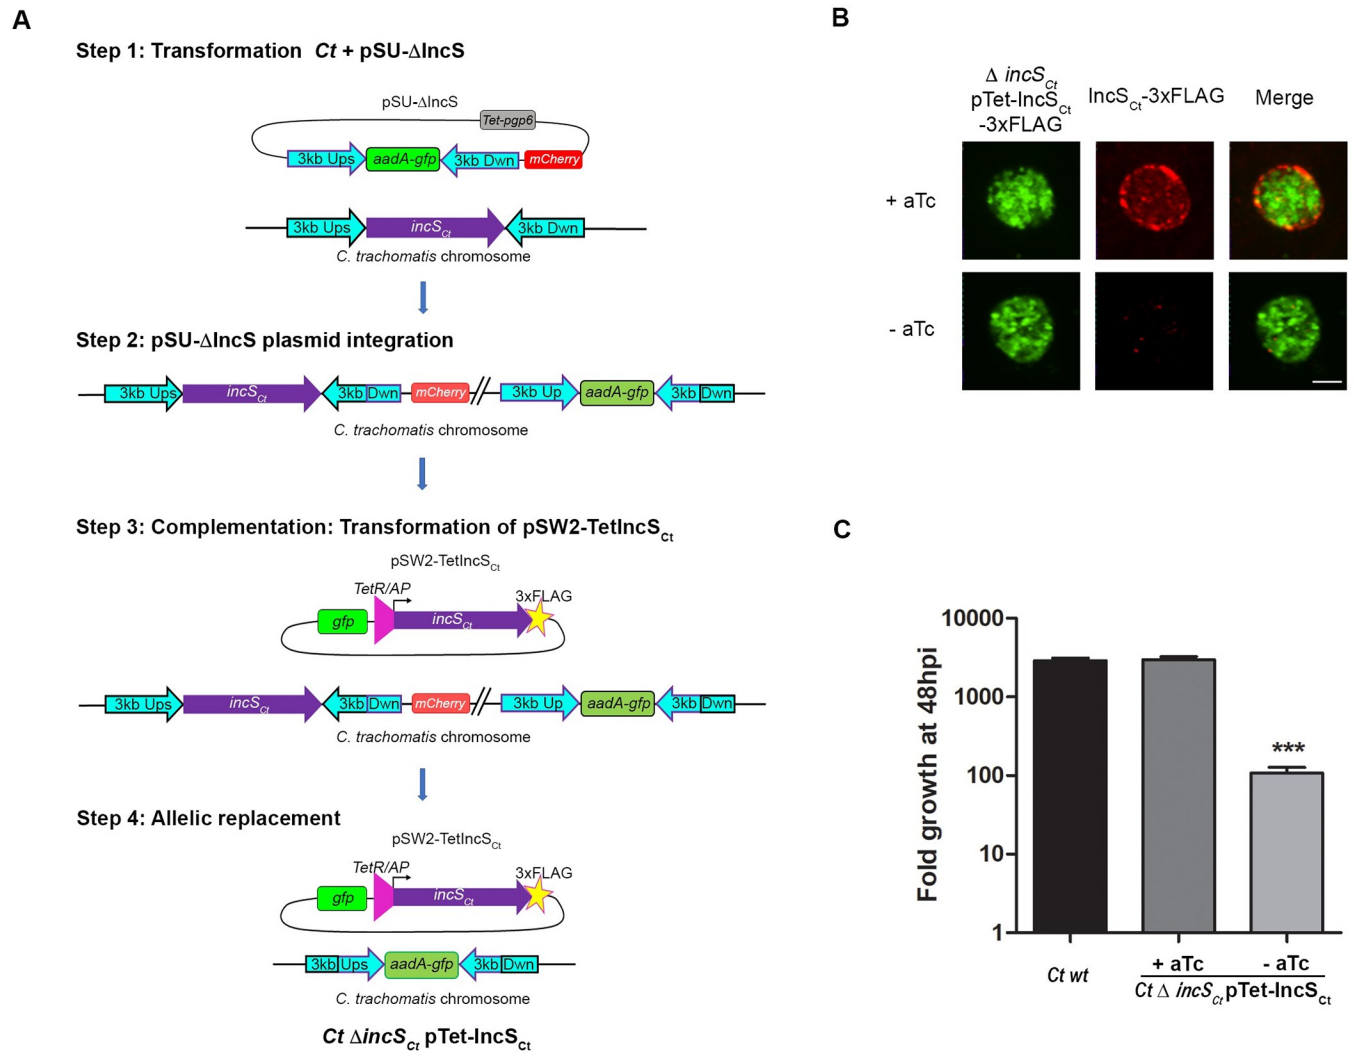 A
Step 1: Transformation Ct + pSU-ΔIncS
pSU-ΔIncS
Tet-pgp6
3kb Ups aadA-gfp 3kb Dwn mCherry
3kb Ups incSCt 3kb Dwn
C. trachomatis chromosome
Step 2: pSU-ΔIncS plasmid integration
3kb Ups incSCt 3kb Dwn mCherry // 3kb Up aadA-gfp 3kb Dwn
C. trachomatis chromosome
Step 3: Complementation: Transformation of pSW2-TetIncSCt
pSW2-TetIncSCt
TetR/AP
3xFLAG
gfp incSCt
3kb Ups incSCt 3kb Dwn mCherry // 3kb Up aadA-gfp 3kb Dwn
C. trachomatis chromosome
Step 4: Allelic replacement
pSW2-TetIncSCt
TetR/AP
3xFLAG
gfp incSCt
3kb Ups aadA-gfp 3kb Dwn
C. trachomatis chromosome
Ct ΔincSCt pTet-IncSCt
B
Δ incSCt
pTet-IncSCt
-3xFLAG
IncSCt-3xFLAG
Merge
+ aTc
- aTc
C
Fold growth at 48hpi
10000
1000
100
10
1
***
Ct wt
+ aTc
- aTc
Ct Δ incSCt pTet-IncSCt